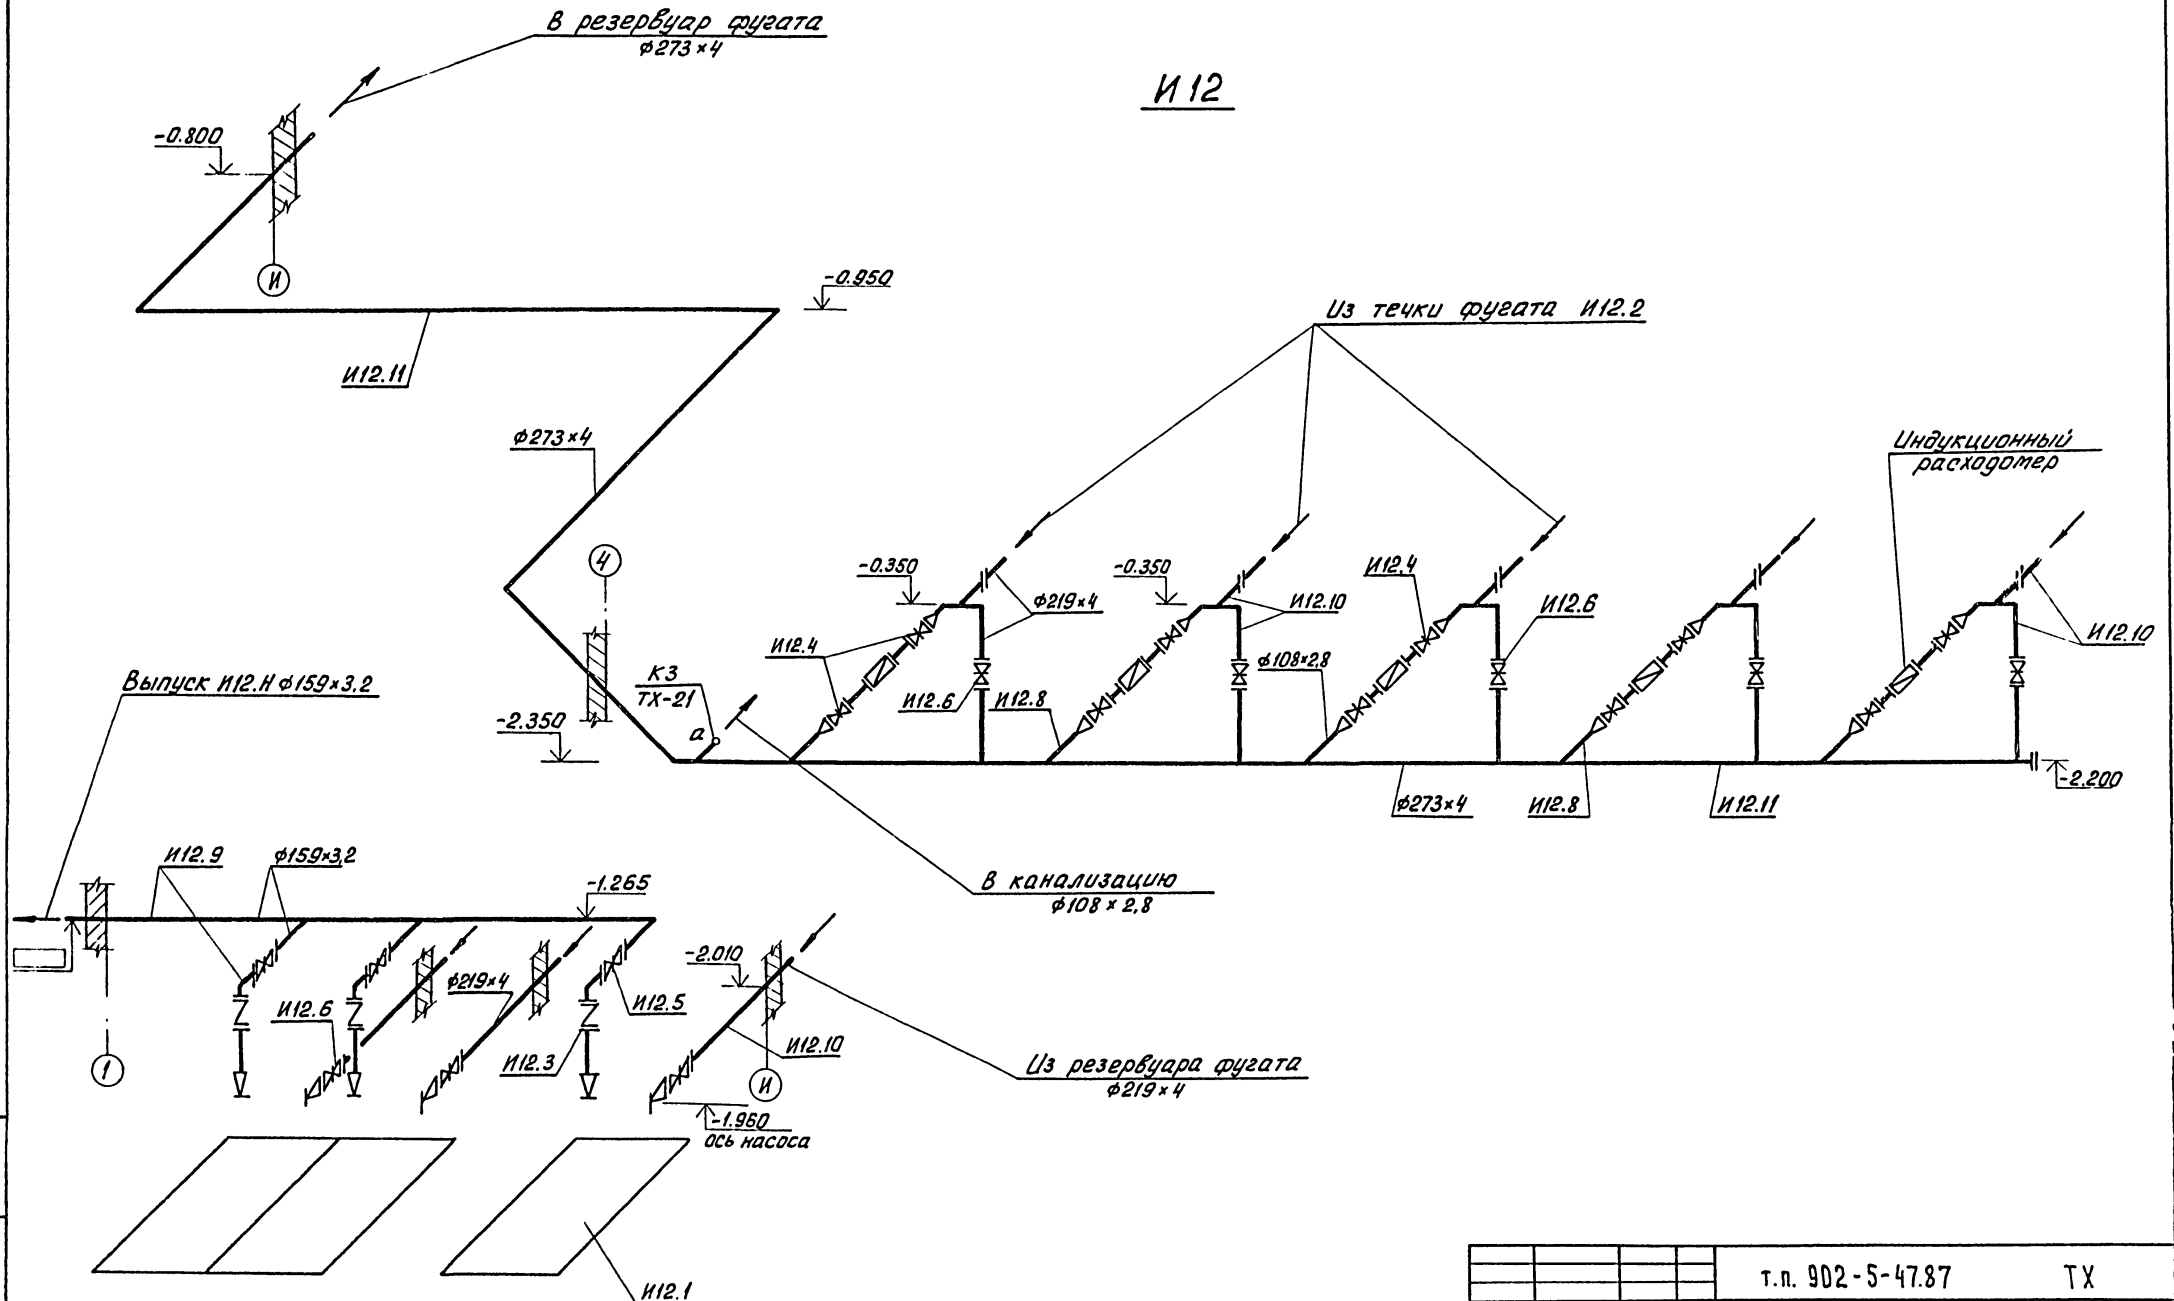 В резервуар фугата
ф273×4
И12
-0.800
И
-0.950
Из течки фугата И12.2
И12.11
ф273×4
Индукционный
расходомер
4
-0.350
-0.350
И12.4
ф219×4
И12.10
И12.6
И12.10
И12.4
К3
ТХ-21
ф108×2,8
Выпуск И12.Н ф159×3.2
И12.6
И12.8
-2.350
а
-2.200
ф273×4
И12.8
И12.11
И12.9
ф159×3,2
-1.265
В канализацию
ф108×2,8
-2.010
ф219×4
И12.6
И12.5
И12.3
И12.10
1
И
Из резервуара фугата
ф219×4
-1.960
ось насоса
И12.1
т.п. 902-5-47.87 ТХ